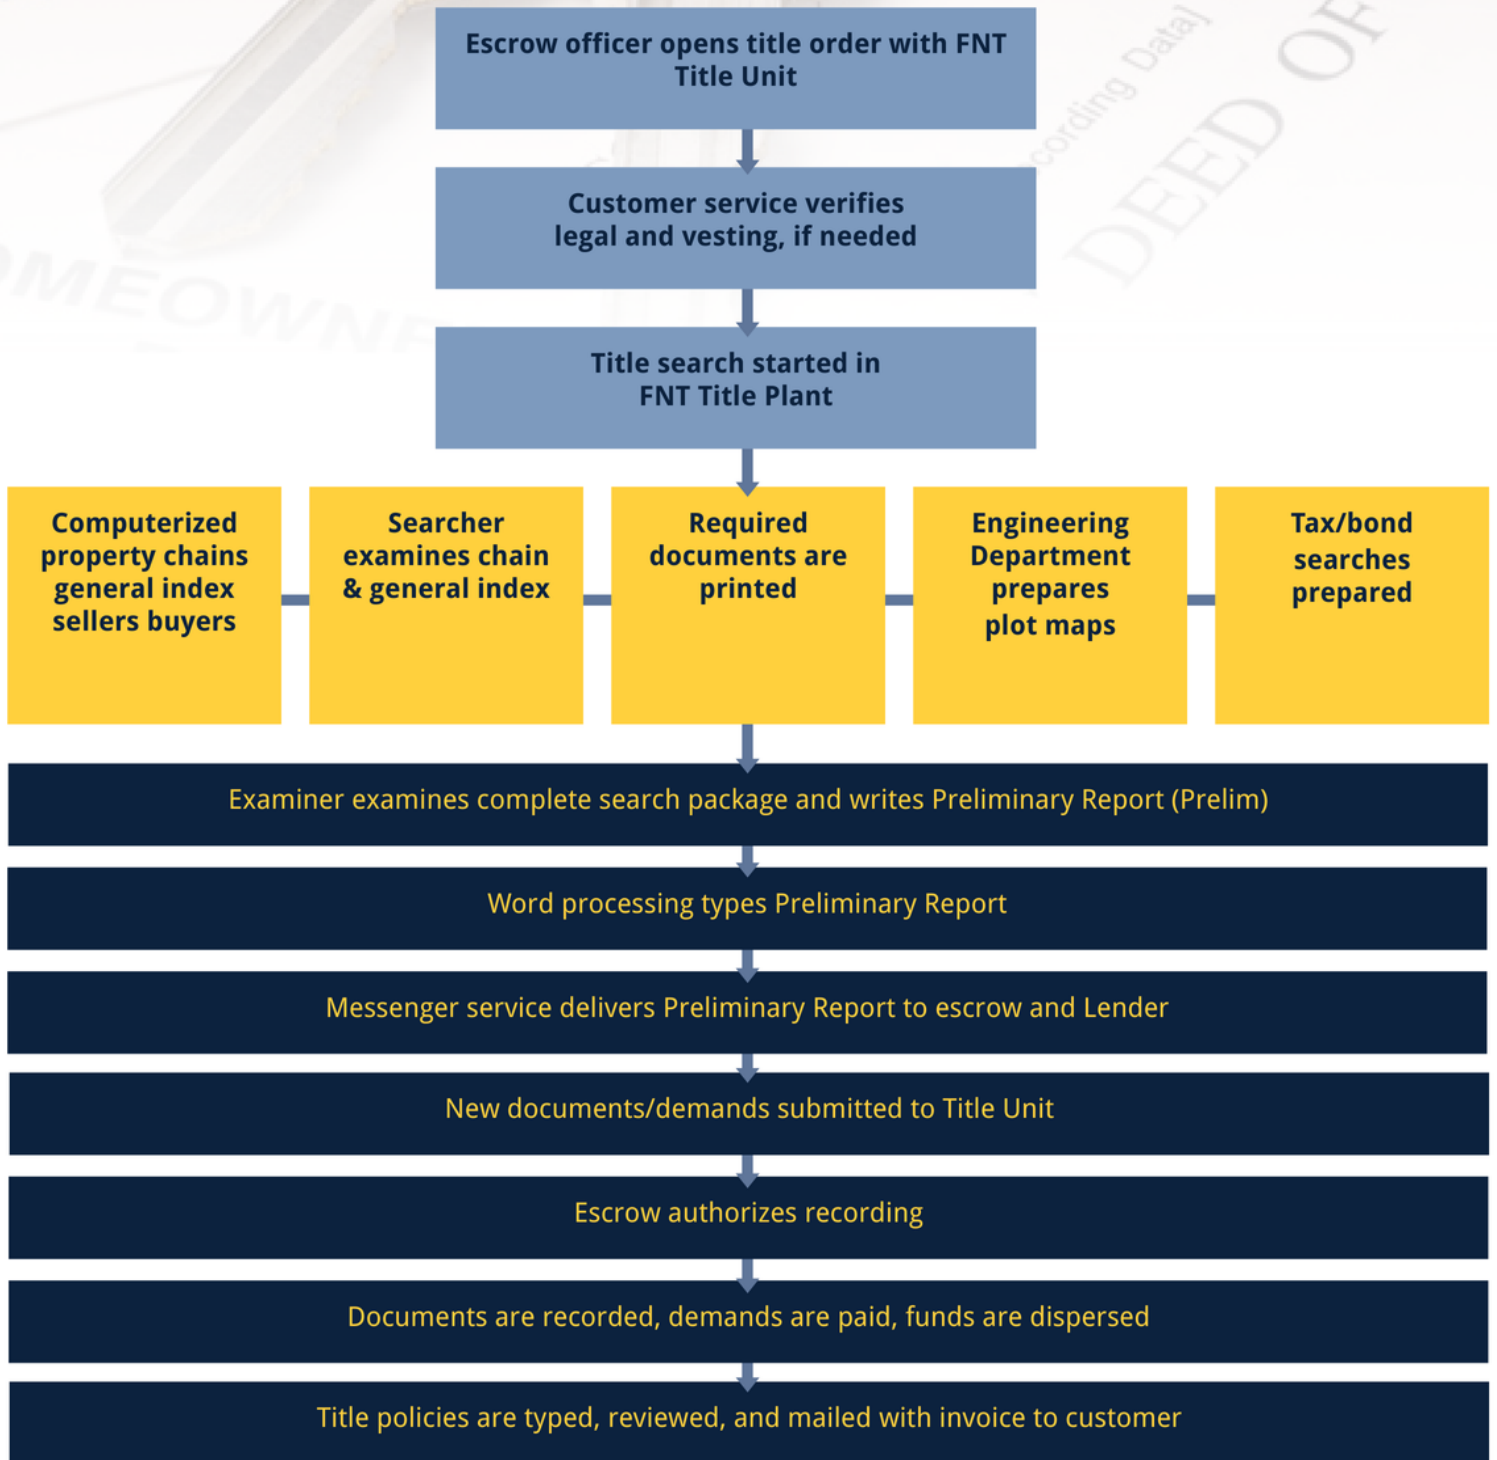 Escrow officer opens title order with FNT
Title Unit
cording Data]
DEED OF
Customer service verifies
legal and vesting, if needed
Title search started in
FNT Title Plant
Computerized
property chains
general index
sellers buyers
Searcher
examines chain
& general index
Required
documents are
printed
Engineering
Department
prepares
plot maps
Tax/bond
searches
prepared
Examiner examines complete search package and writes Preliminary Report (Prelim)
Word processing types Preliminary Report
Messenger service delivers Preliminary Report to escrow and Lender
New documents/demands submitted to Title Unit
Escrow authorizes recording
Documents are recorded, demands are paid, funds are dispersed
Title policies are typed, reviewed, and mailed with invoice to customer